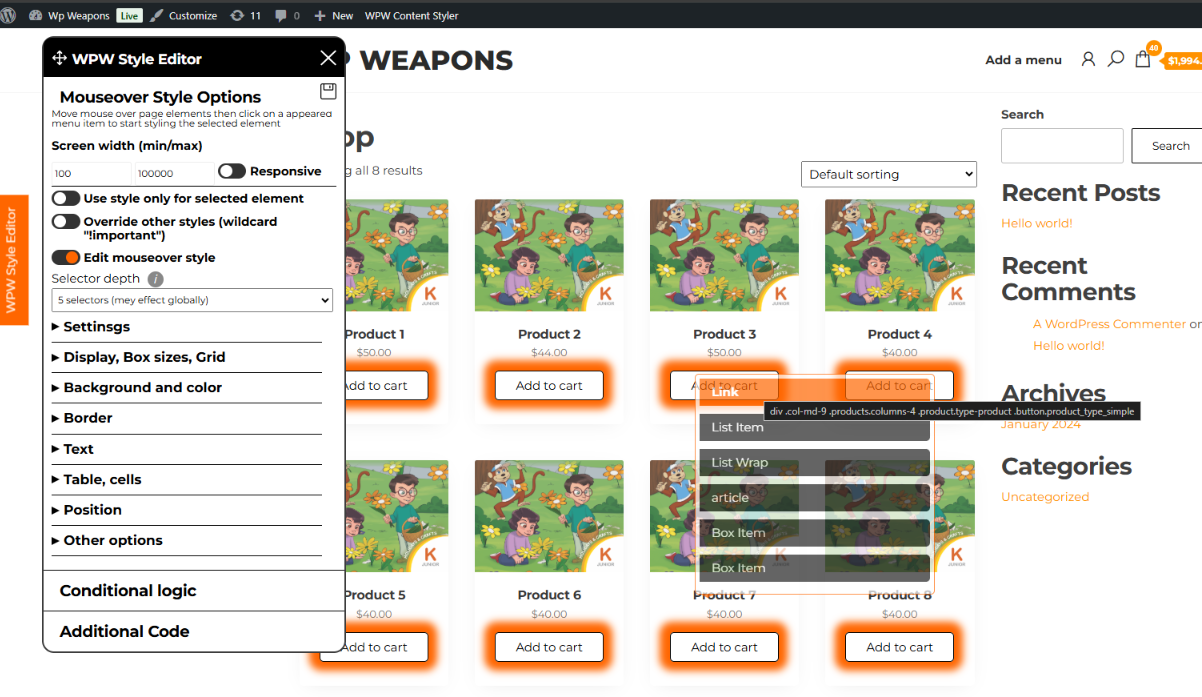 Wp Weapons Live Customize 11 0 New WPW Content Styler
WPW Style Editor
WEAPONS
Add a menu
40
$1,994.
Mouseover Style Options
Move mouse over page elements then click on a appeared
menu item to start styling the selected element
Screen width (min/max)
100 100000 Responsive
Use style only for selected element
Override other styles (wildcard
"!important")
Edit mouseover style
Selector depth i
5 selectors (mey effect globally)
Settinsgs
Display, Box sizes, Grid
Background and color
Border
Text
Table, cells
Position
Other options
Conditional logic
Additional Code
WPW Style Editor
op
g all 8 results
Default sorting
K JUNIOR
K JUNIOR
K JUNIOR
K JUNIOR
Product 1 Product 2 Product 3 Product 4
$50.00 $44.00 $50.00 $40.00
Add to cart Add to cart Add to cart Add to cart
Link
div .col-md-9 .products.columns-4 .product.type-product .button.product_type_simple
List Item
List Wrap
article
Box Item
Box Item
K JUNIOR
K JUNIOR
K JUNIOR
K JUNIOR
Product 5 Product 6 Product 7 Product 8
$40.00 $40.00 $40.00 $40.00
Add to cart Add to cart Add to cart Add to cart
Search
Search
Recent Posts
Hello world!
Recent
Comments
A WordPress Commenter on
Hello world!
Archives
January 2024
Categories
Uncategorized